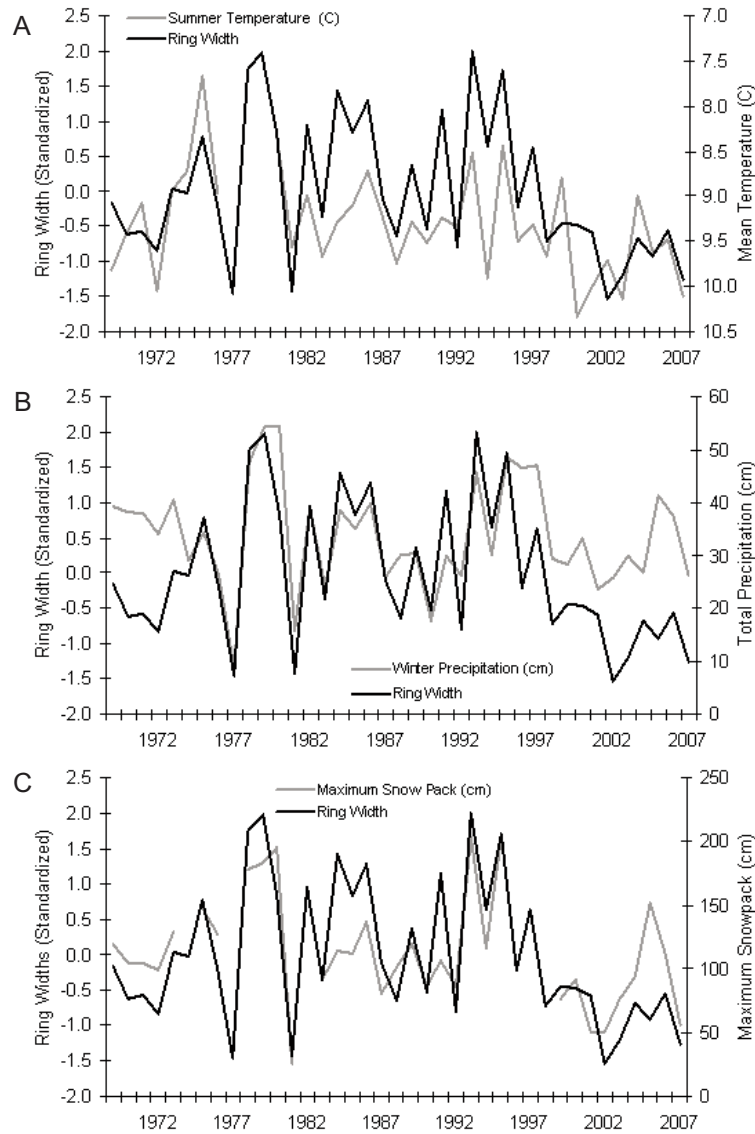 A
Summer Temperature (C)
Ring Width
2.5
2.0
1.5
1.0
0.5
0.0
-0.5
-1.0
-1.5
-2.0
Ring Width (Standardized)
7.0
7.5
8.0
8.5
9.0
9.5
10.0
10.5
Mean Temperature (C)
1972 1977 1982 1987 1992 1997 2002 2007
B
2.5
2.0
1.5
1.0
0.5
0.0
-0.5
-1.0
-1.5
-2.0
Ring Width (Standardized)
60
50
40
30
20
10
0
Total Precipitation (cm)
Winter Precipitation (cm)
Ring Width
1972 1977 1982 1987 1992 1997 2002 2007
C
Maximum Snow Pack (cm)
Ring Width
2.5
2.0
1.5
1.0
0.5
0.0
-0.5
-1.0
-1.5
-2.0
Ring Widths (Standardized)
250
200
150
100
50
0
Maximum Snowpack (cm)
1972 1977 1982 1987 1992 1997 2002 2007